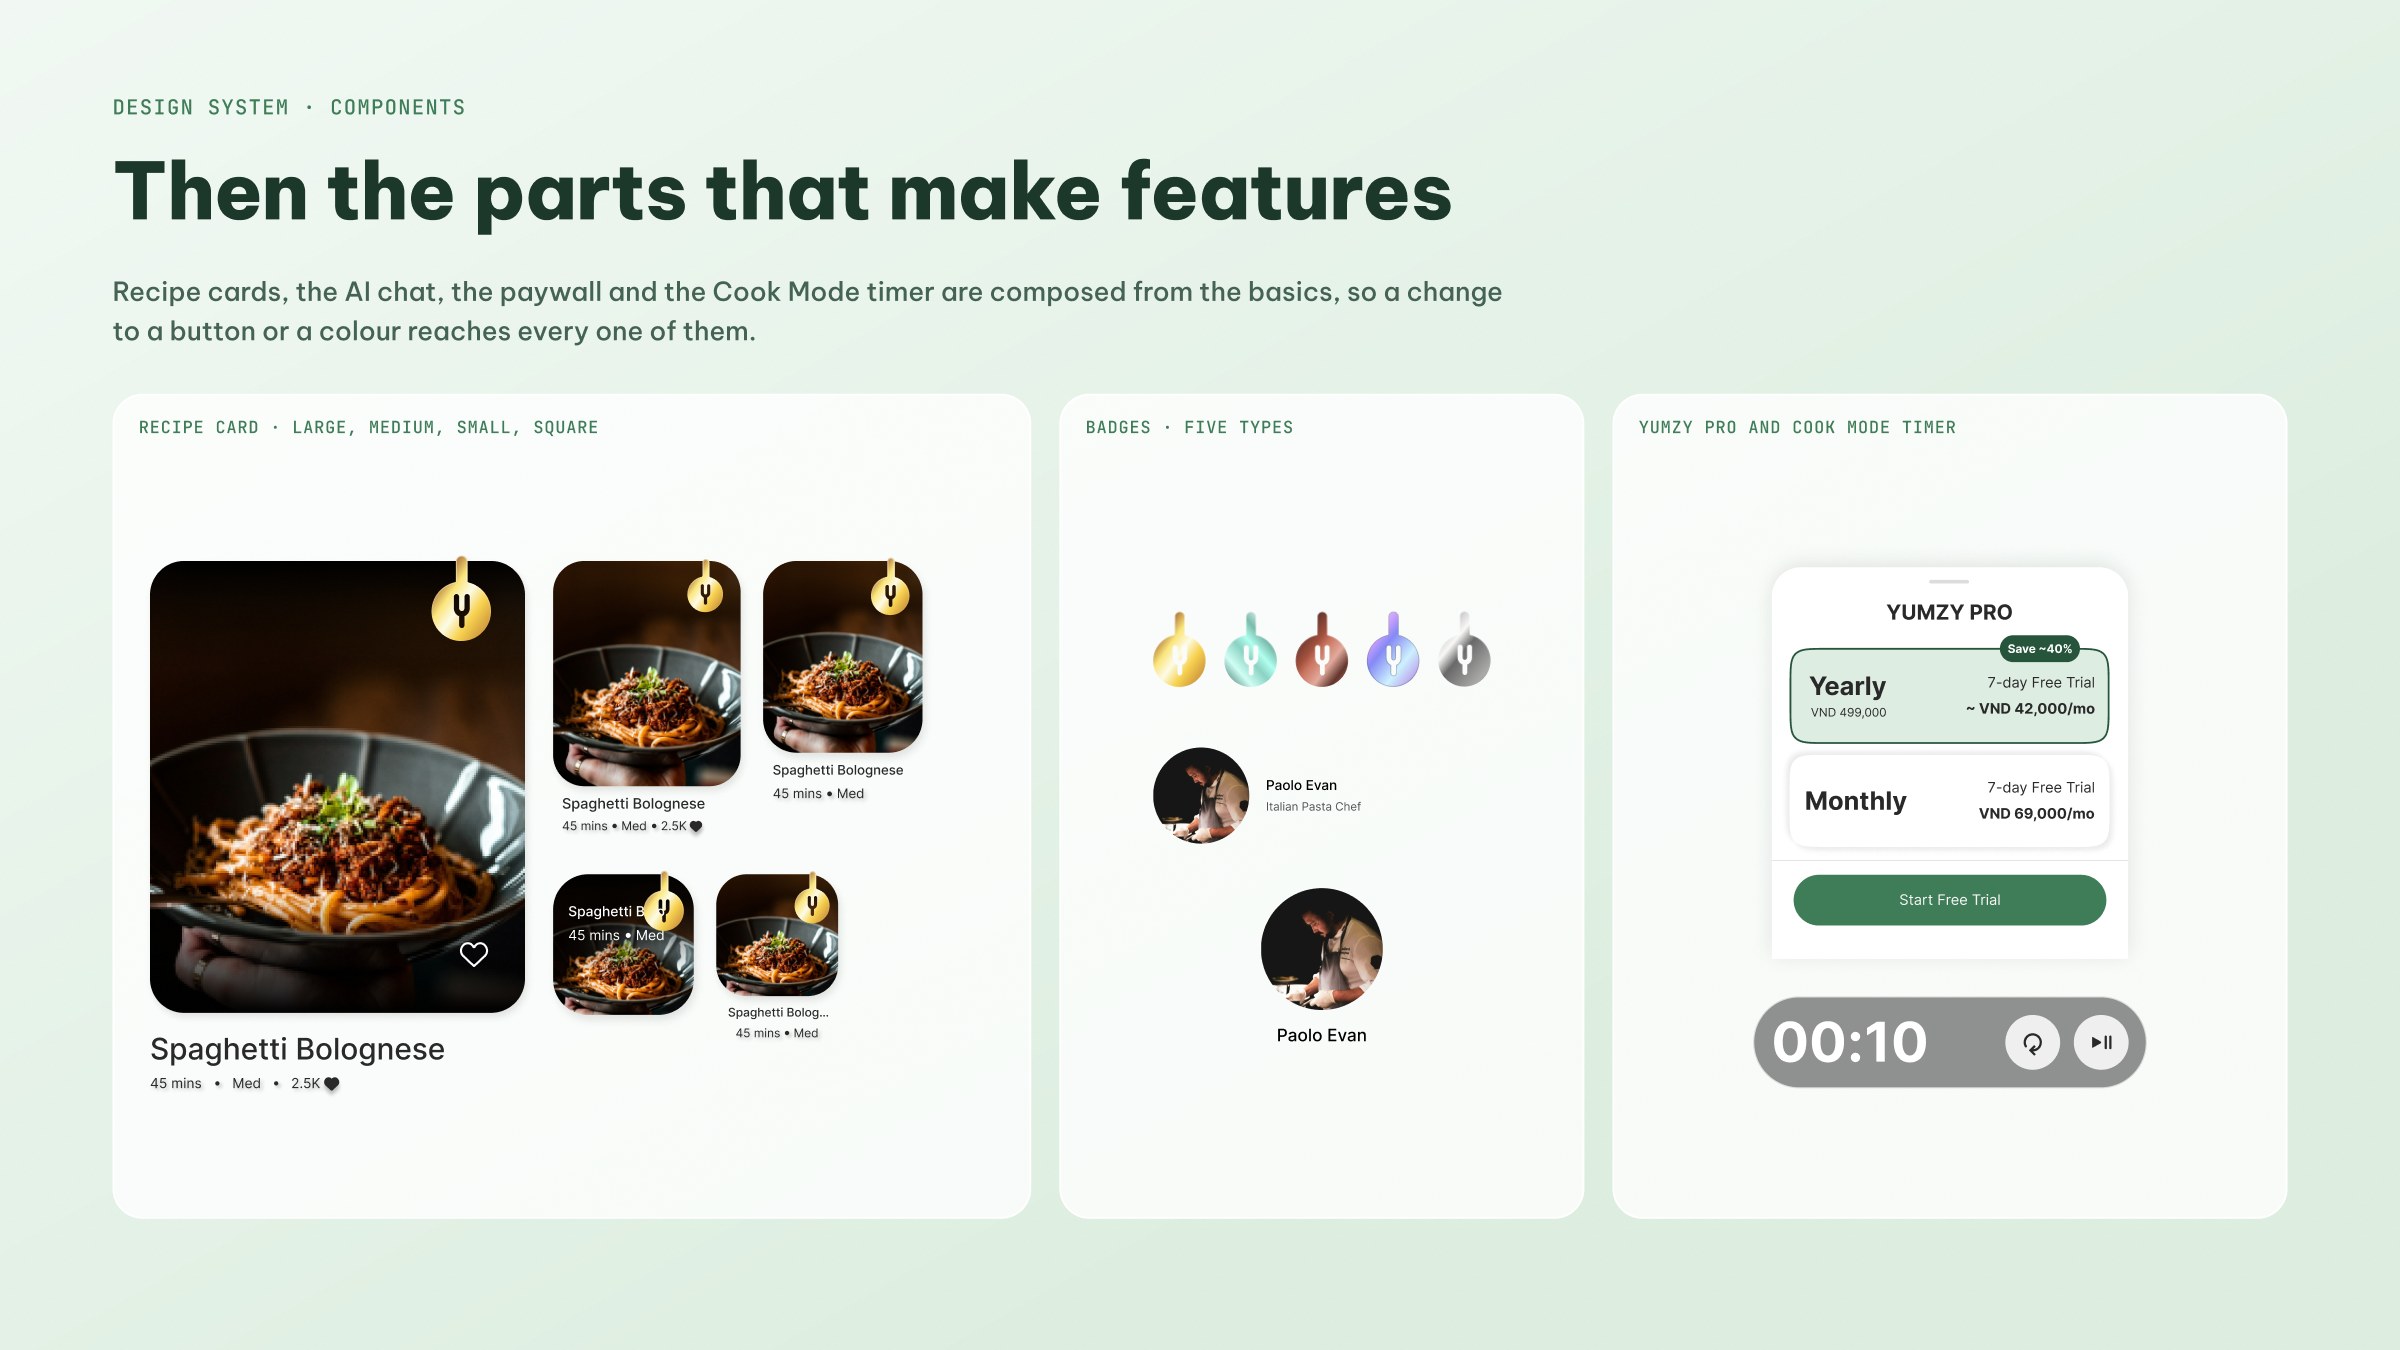 DESIGN SYSTEM · COMPONENTS
Then the parts that make features
Recipe cards, the AI chat, the paywall and the Cook Mode timer are composed from the basics, so a change
to a button or a colour reaches every one of them.
RECIPE CARD · LARGE, MEDIUM, SMALL, SQUARE
Spaghetti Bolognese
45 mins • Med • 2.5K
Spaghetti Bolognese
45 mins • Med • 2.5K
Spaghetti Bolognese
45 mins • Med
Spaghetti B
45 mins • Med
Spaghetti Bolog...
45 mins • Med
BADGES · FIVE TYPES
Paolo Evan
Italian Pasta Chef
Paolo Evan
YUMZY PRO AND COOK MODE TIMER
YUMZY PRO
Save ~40%
Yearly
7-day Free Trial
VND 499,000
~ VND 42,000/mo
Monthly
7-day Free Trial
VND 69,000/mo
Start Free Trial
00:10